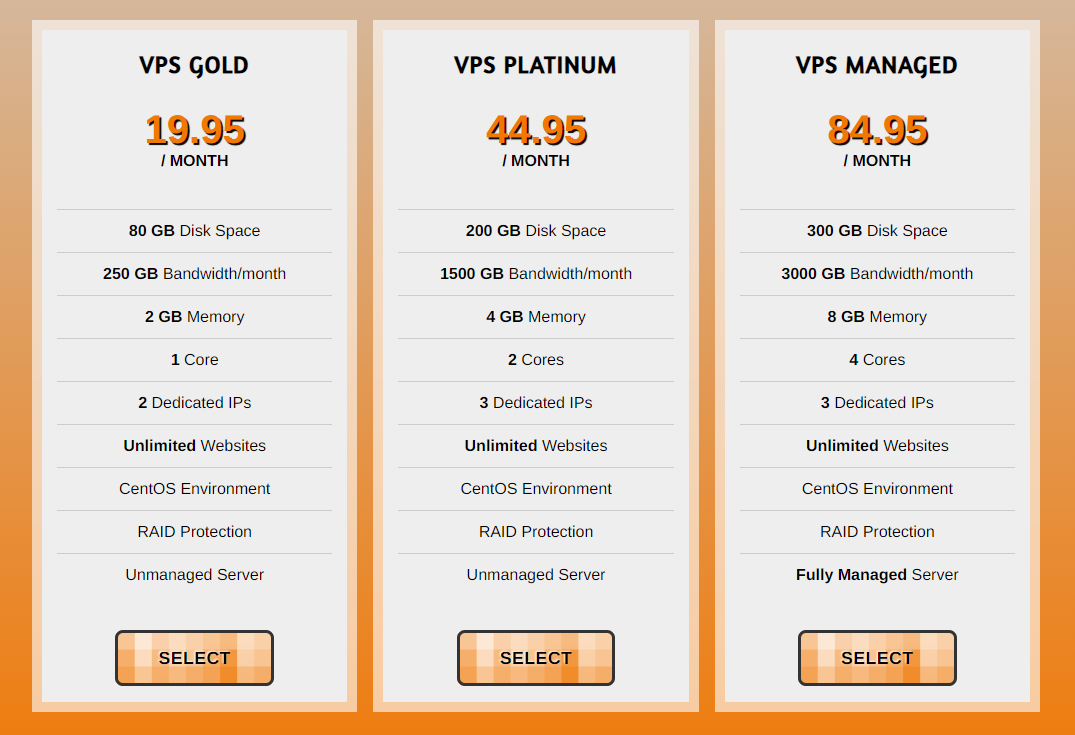 VPS GOLD
19.95
/ MONTH
80 GB Disk Space
250 GB Bandwidth/month
2 GB Memory
1 Core
2 Dedicated IPs
Unlimited Websites
CentOS Environment
RAID Protection
Unmanaged Server
SELECT
VPS PLATINUM
44.95
/ MONTH
200 GB Disk Space
1500 GB Bandwidth/month
4 GB Memory
2 Cores
3 Dedicated IPs
Unlimited Websites
CentOS Environment
RAID Protection
Unmanaged Server
SELECT
VPS MANAGED
84.95
/ MONTH
300 GB Disk Space
3000 GB Bandwidth/month
8 GB Memory
4 Cores
3 Dedicated IPs
Unlimited Websites
CentOS Environment
RAID Protection
Fully Managed Server
SELECT